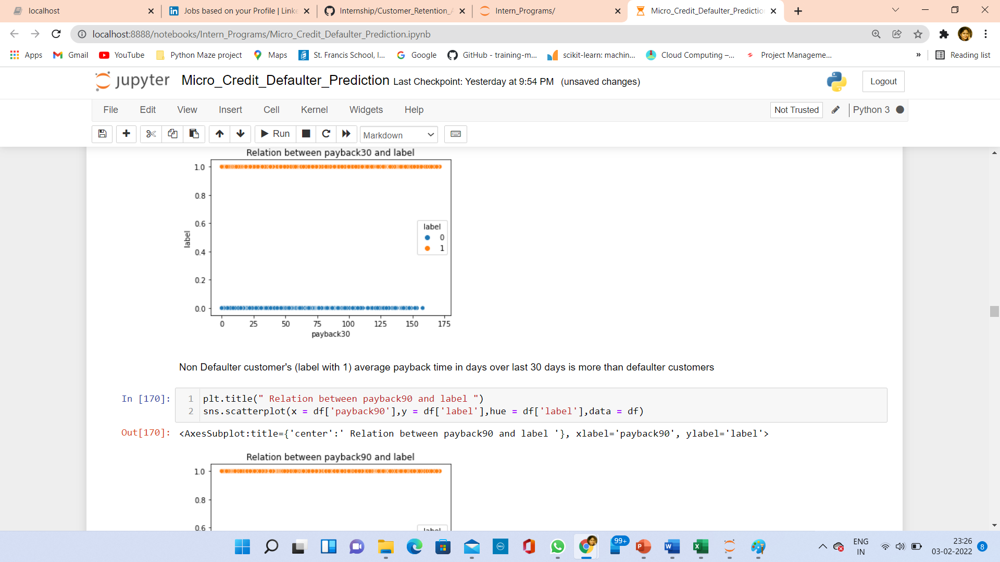 localhost
Jobs based on your Profile | Linke
Internship/Customer_Retention_A
Intern_Programs/
Micro_Credit_Defaulter_Predictio
localhost:8888/notebooks/Intern_Programs/Micro_Credit_Defaulter_Prediction.ipynb
Apps
Gmail
YouTube
Python Maze project
Maps
St. Francis School, I...
Google
GitHub - training-m...
scikit-learn: machin...
Cloud Computing –...
Project Manageme...
»
Reading list
jupyter
Micro_Credit_Defaulter_Prediction Last Checkpoint: Yesterday at 9:54 PM (unsaved changes)
Logout
File
Edit
View
Insert
Cell
Kernel
Widgets
Help
Not Trusted
Python 3
Run
Markdown
Relation between payback30 and label
1.0
0.8
0.6
0.4
0.2
0.0
label
label
0
1
0 25 50 75 100 125 150 175
payback30
Non Defaulter customer's (label with 1) average payback time in days over last 30 days is more than defaulter customers
In [170]:
1 plt.title(" Relation between payback90 and label ")
2 sns.scatterplot(x = df['payback90'],y = df['label'],hue = df['label'],data = df)
Out[170]: <AxesSubplot:title={'center':' Relation between payback90 and label '}, xlabel='payback90', ylabel='label'>
Relation between payback90 and label
1.0
0.8
0.6
label
99+
ENG
IN
23:26
03-02-2022
8